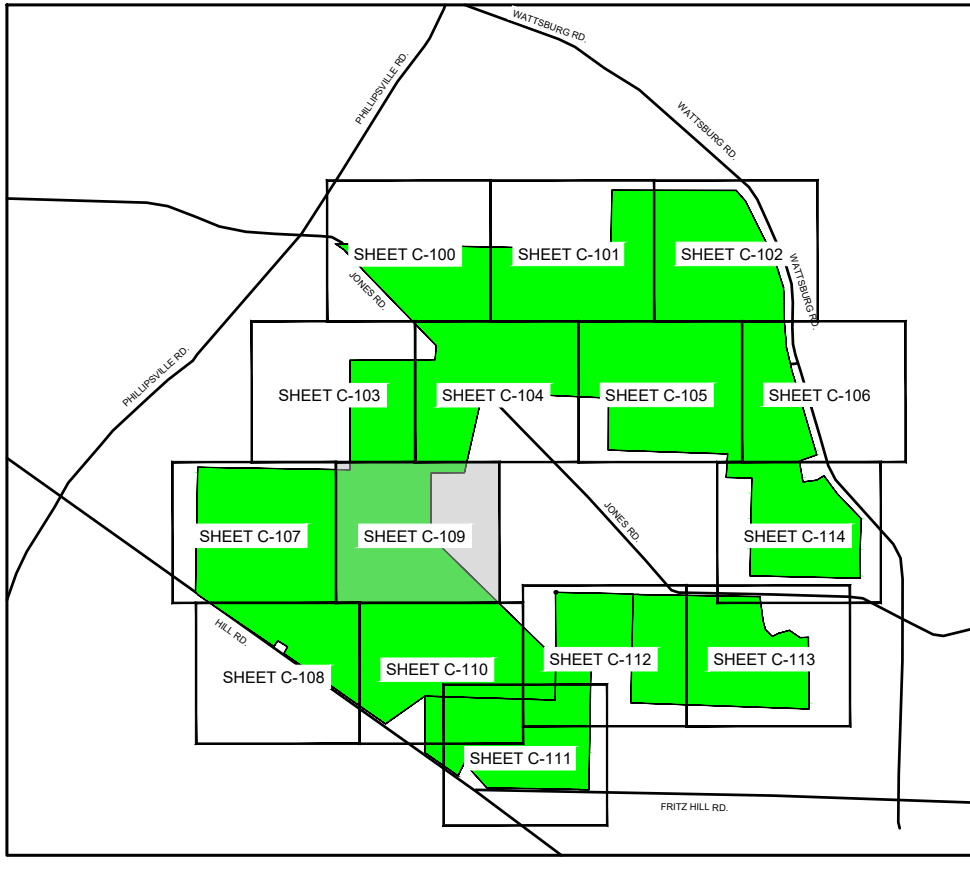 WATTSBURG RD.
PHILLIPSVILLE RD.
WATTSBURG RD.
SHEET C-100
SHEET C-101
SHEET C-102
JONES RD.
WATTSBURG RD.
PHILLIPSVILLE RD.
SHEET C-103
SHEET C-104
SHEET C-105
SHEET C-106
SHEET C-107
SHEET C-109
JONES RD.
SHEET C-114
HILL RD.
SHEET C-108
SHEET C-110
SHEET C-112
SHEET C-113
SHEET C-111
FRITZ HILL RD.